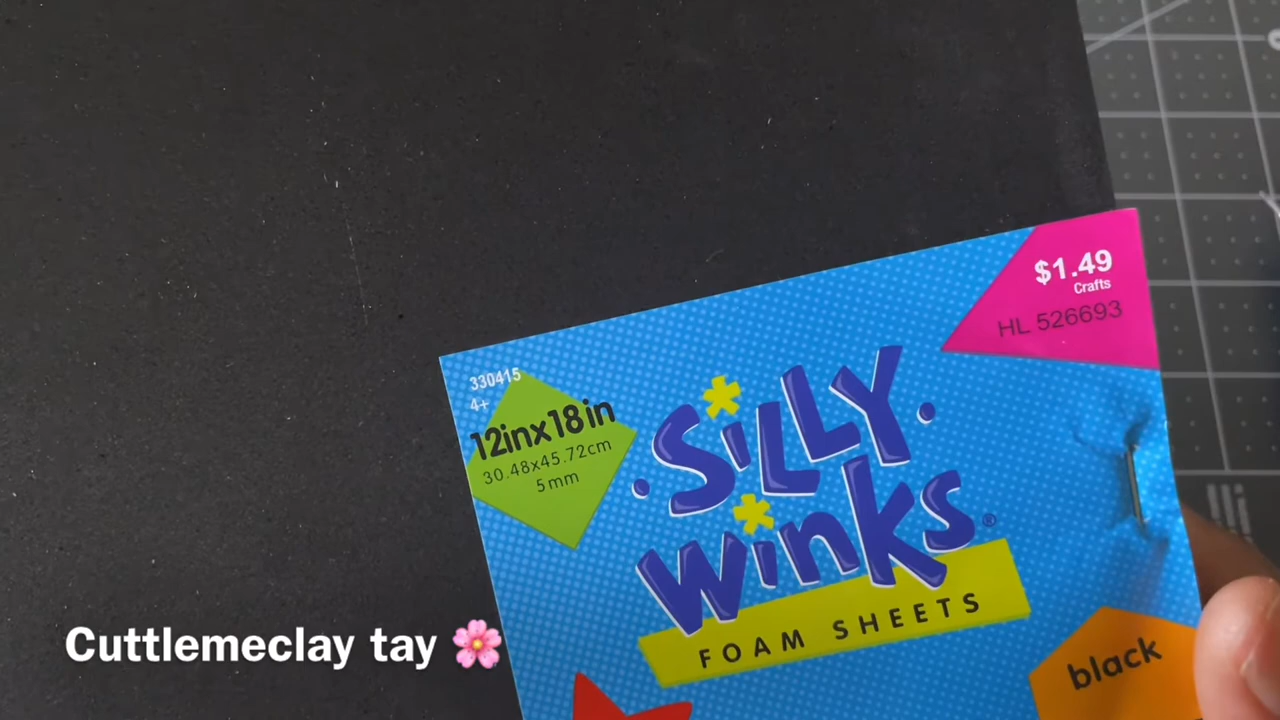 $1.49
Crafts
HL 526693
330415
4+
12inx18in
30.48x45.72cm
5mm
SiLLY
Winks®
FOAM SHEETS
black
Cuttlemeclay tay 🌸